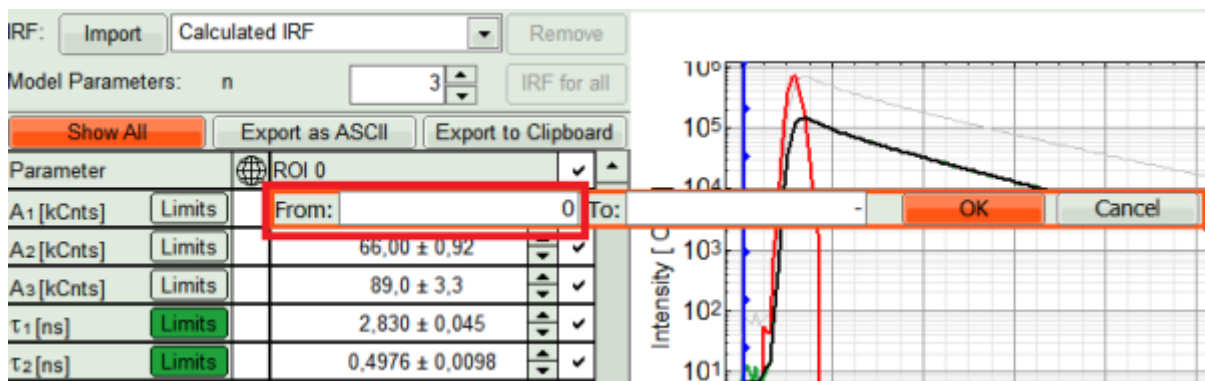 IRF: Import Calculated IRF Remove
Model Parameters: n 3 IRF for all
Show All Export as ASCII Export to Clipboard
Parameter ROI 0
A1[kCnts] Limits From: 0 To: - OK Cancel
A2[kCnts] Limits 66,00 ± 0,92
A3[kCnts] Limits 89,0 ± 3,3
τ1[ns] Limits 2,830 ± 0,045
τ2[ns] Limits 0,4976 ± 0,0098
10⁶
10⁵
10⁴
10³
10²
10¹
Intensity [ C